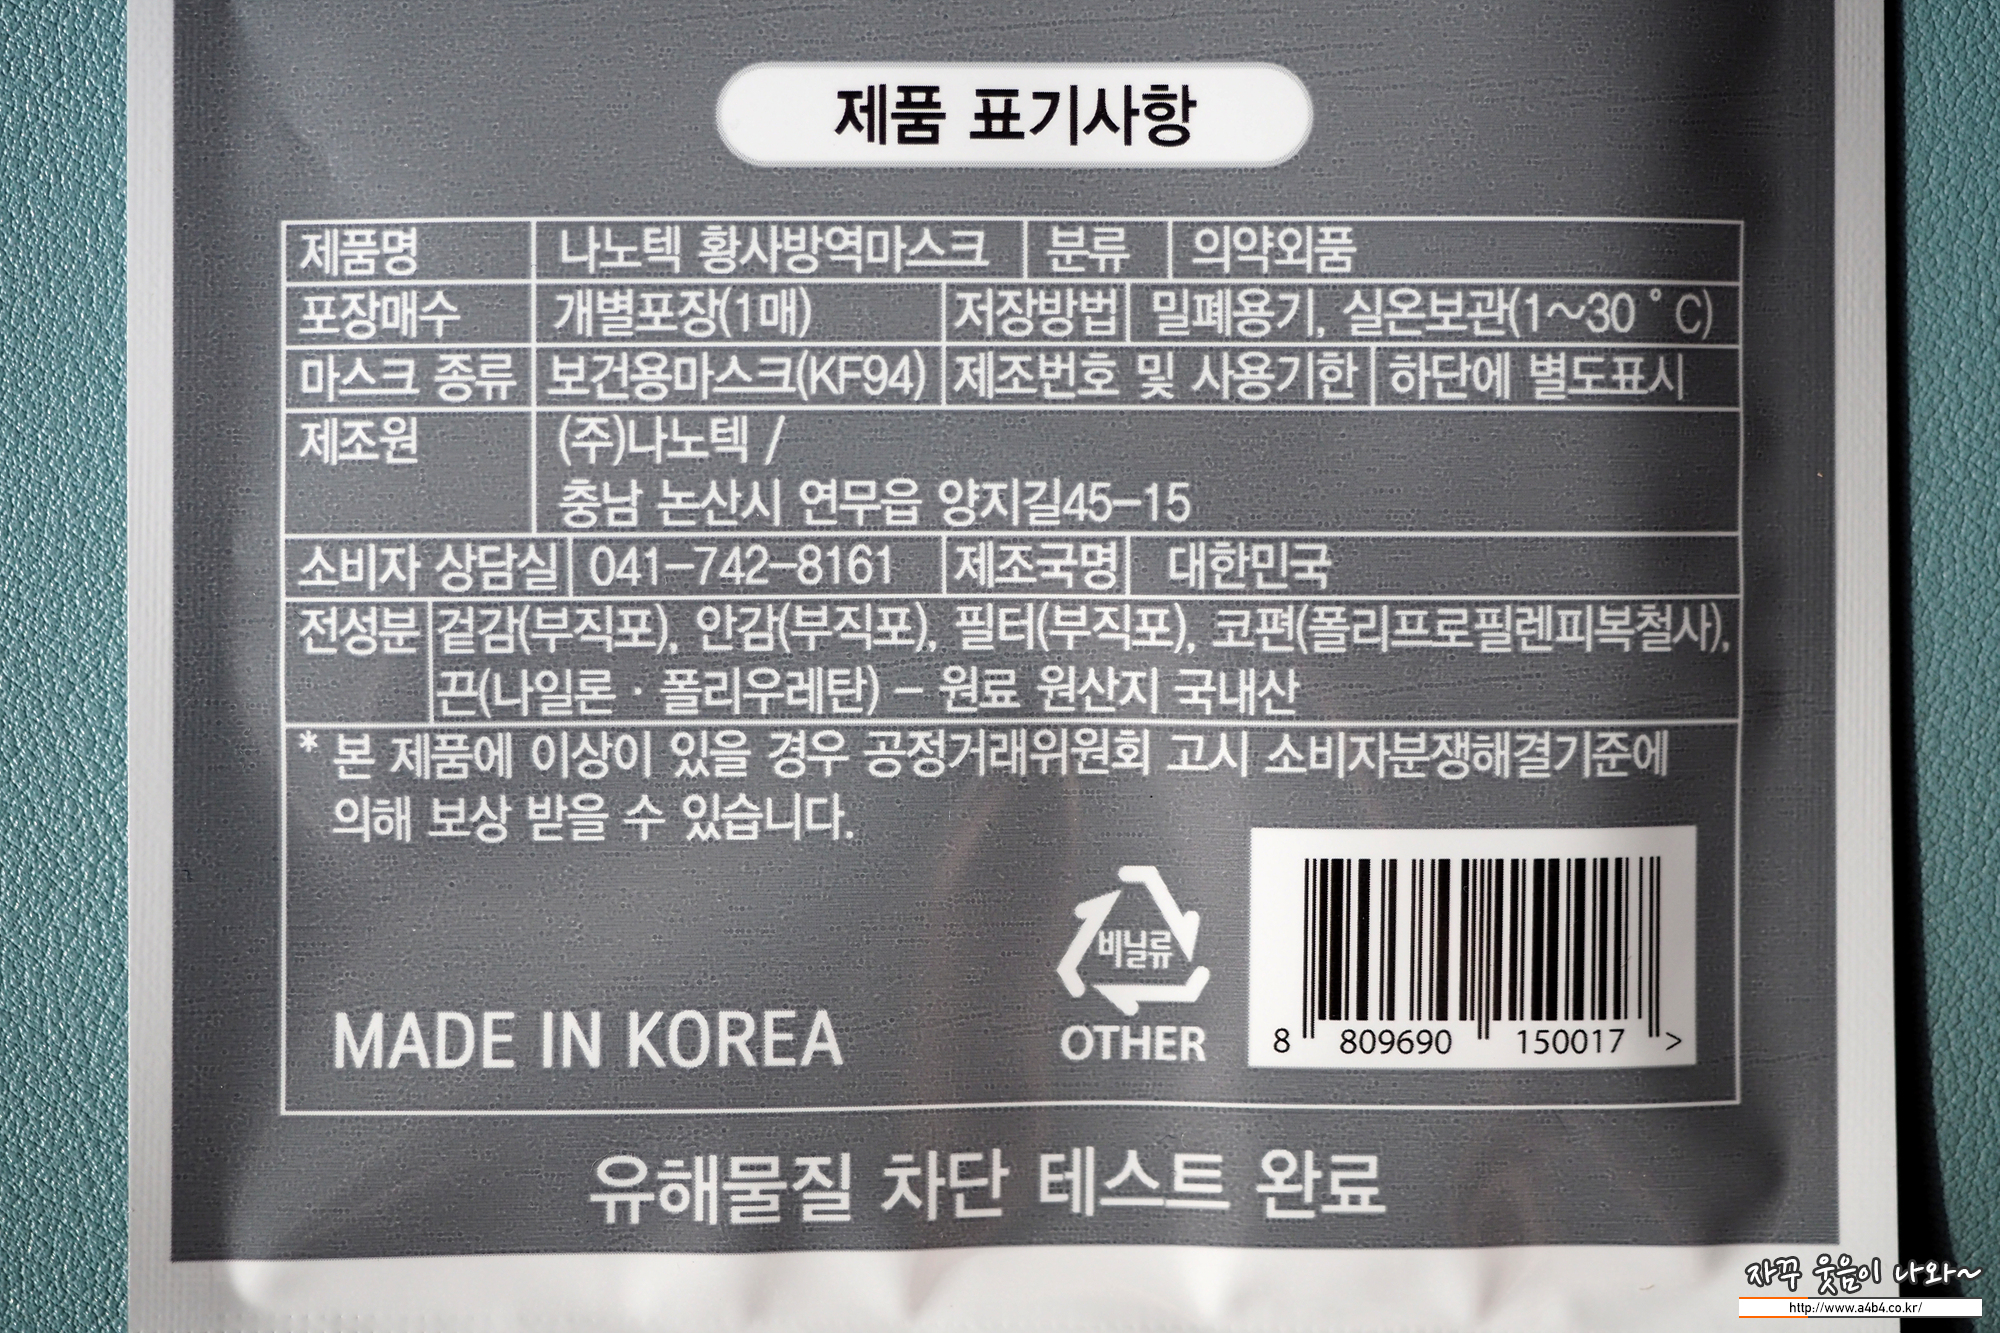 제품 표기사항
제품명 나노텍 황사방역마스크 분류 의약외품
포장매수 개별포장(1매) 저장방법 밀폐용기, 실온보관(1~30˚C)
마스크 종류 보건용마스크(KF94) 제조번호 및 사용기한 하단에 별도표시
제조원 (주)나노텍 /
충남 논산시 연무읍 양지길45-15
소비자 상담실 041-742-8161 제조국명 대한민국
전성분 겉감(부직포), 안감(부직포), 필터(부직포), 코편(폴리프로필렌피복철사),
끈(나일론 · 폴리우레탄) - 원료 원산지 국내산
* 본 제품에 이상이 있을 경우 공정거래위원회 고시 소비자분쟁해결기준에
의해 보상 받을 수 있습니다.
비닐류
MADE IN KOREA
OTHER
8 809690 150017 >
유해물질 차단 테스트 완료
자꾸 웃음이 나와~
http://www.a4b4.co.kr/